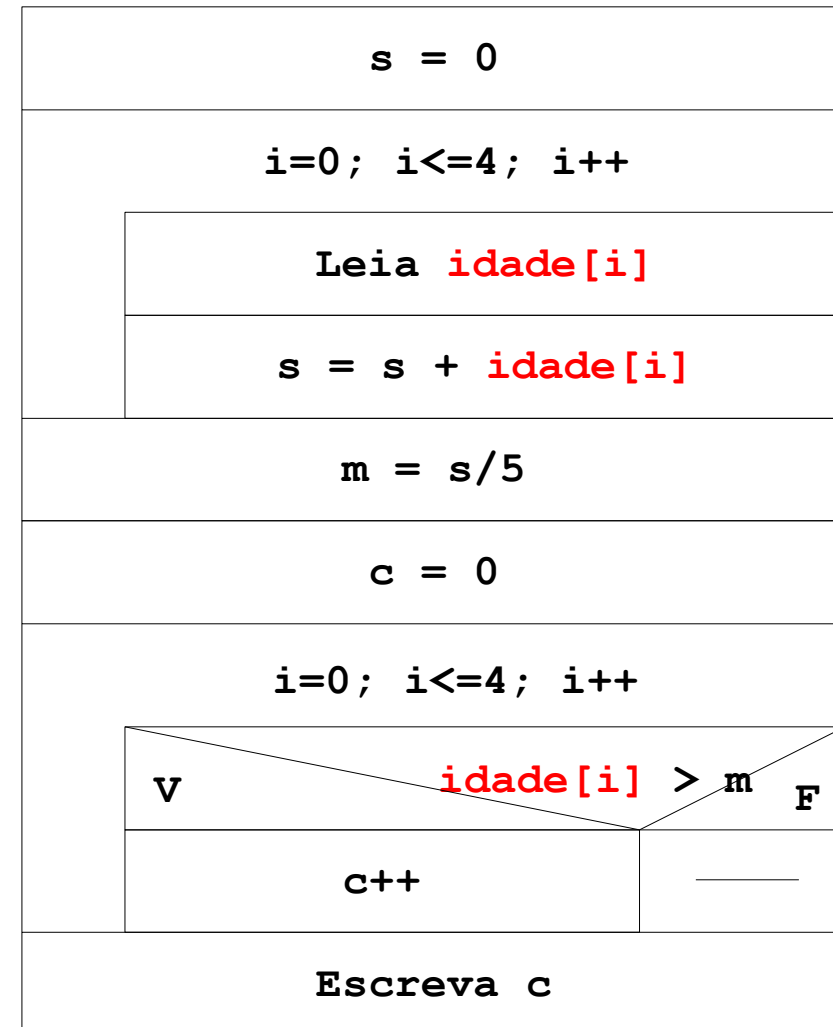 s = 0
i=0; i<=4; i++
Leia idade[i]
s = s + idade[i]
m = s/5
c = 0
i=0; i<=4; i++
idade[i] > m
V
F
c++
Escreva c